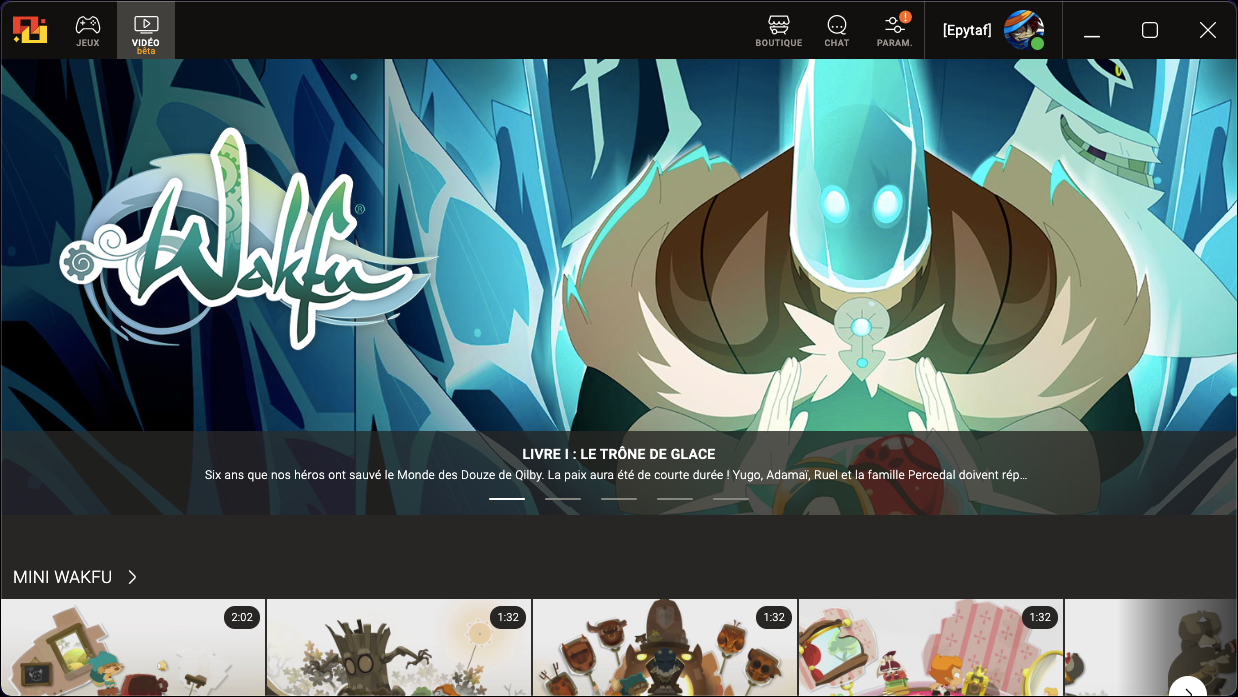 JEUX
VIDÉO
bêta
BOUTIQUE
CHAT
!
PARAM.
[Epytaf]
Wakfu®
LIVRE I : LE TRÔNE DE GLACE
Six ans que nos héros ont sauvé le Monde des Douze de Qilby. La paix aura été de courte durée ! Yugo, Adamaï, Ruel et la famille Percedal doivent rép…
MINI WAKFU
2:02
1:32
1:32
1:32